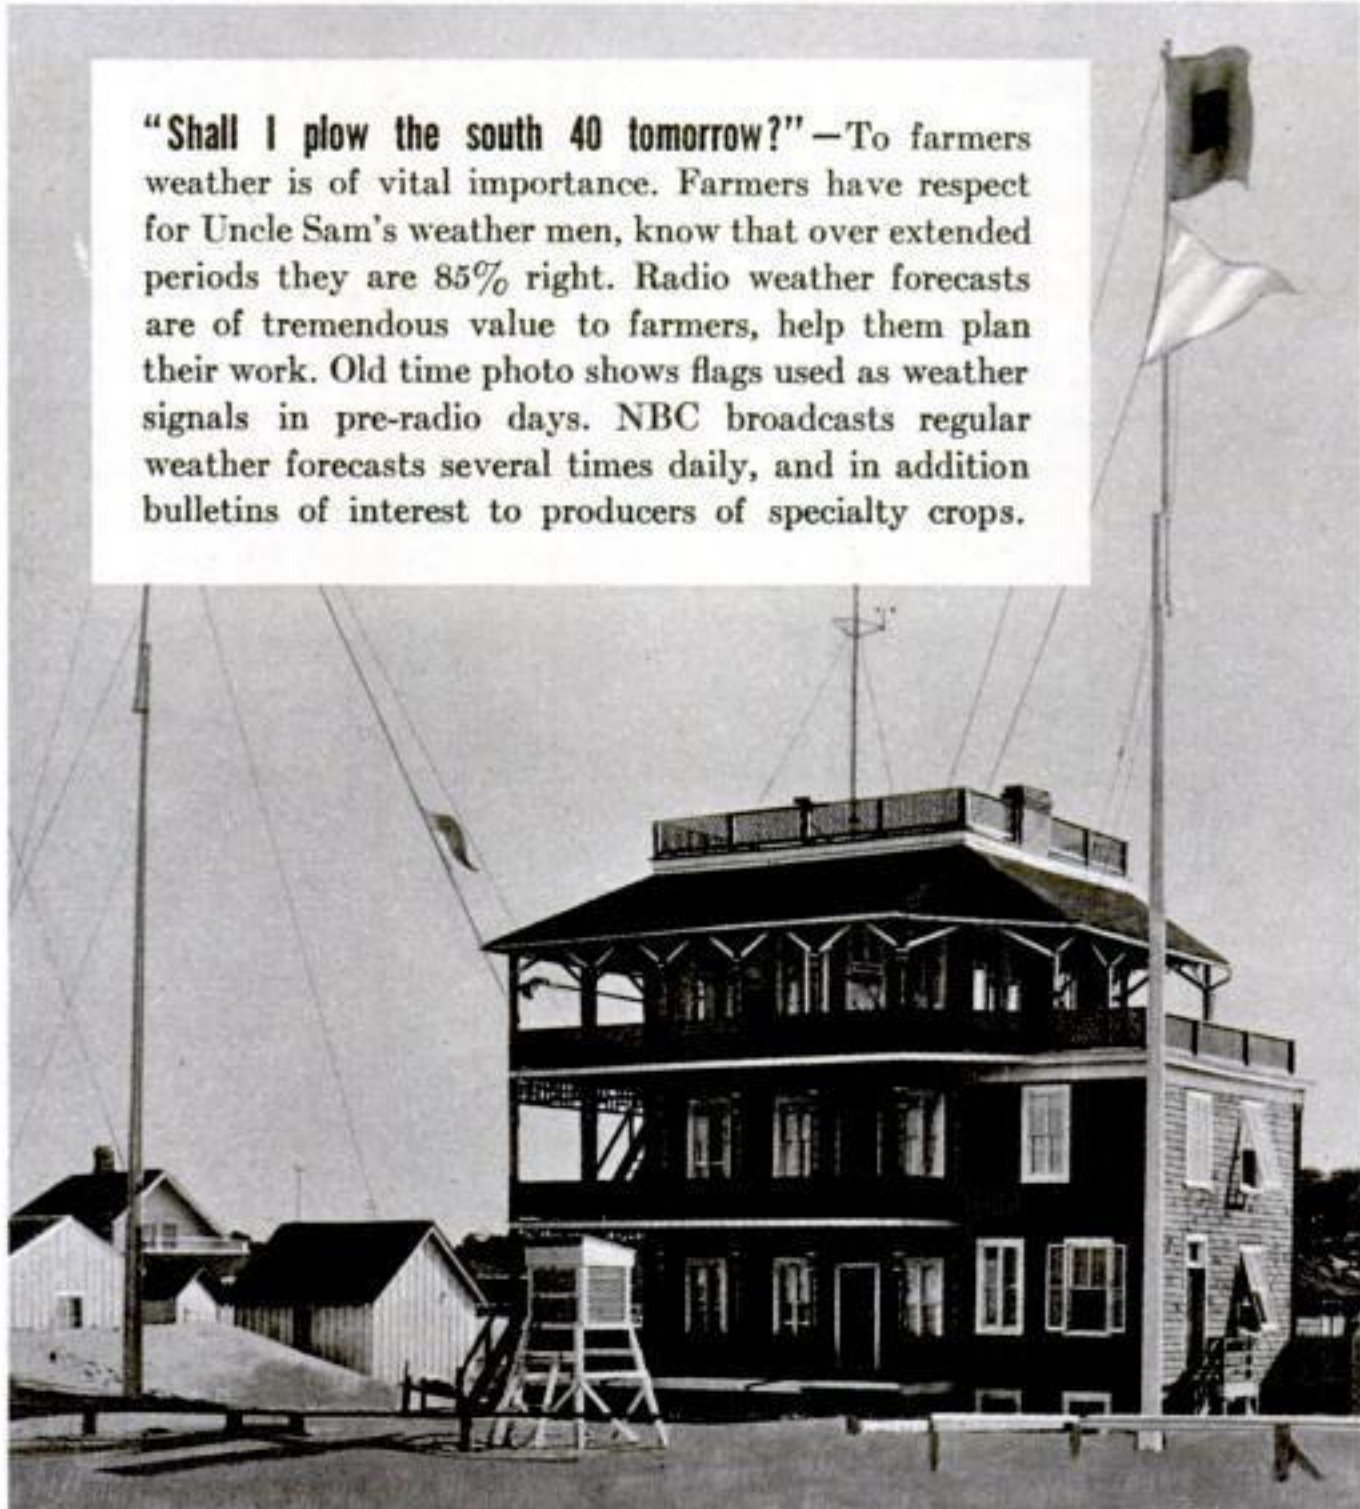 "Shall I plow the south 40 tomorrow?"—To farmers
weather is of vital importance. Farmers have respect
for Uncle Sam's weather men, know that over extended
periods they are 85% right. Radio weather forecasts
are of tremendous value to farmers, help them plan
their work. Old time photo shows flags used as weather
signals in pre-radio days. NBC broadcasts regular
weather forecasts several times daily, and in addition
bulletins of interest to producers of specialty crops.